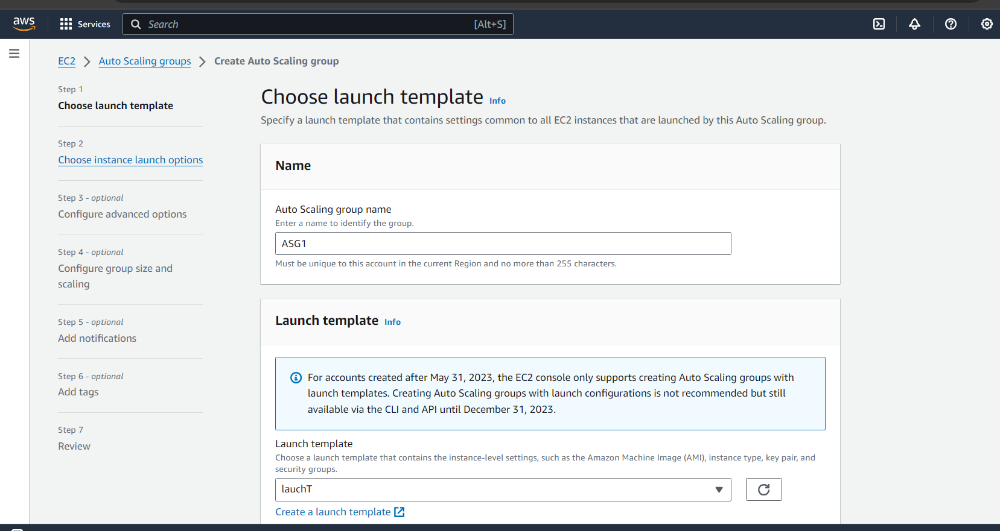 aws
Services
Search [Alt+S]
EC2 > Auto Scaling groups > Create Auto Scaling group
Step 1
Choose launch template
Step 2
Choose instance launch options
Step 3 - optional
Configure advanced options
Step 4 - optional
Configure group size and
scaling
Step 5 - optional
Add notifications
Step 6 - optional
Add tags
Step 7
Review
Choose launch template Info
Specify a launch template that contains settings common to all EC2 instances that are launched by this Auto Scaling group.
Name
Auto Scaling group name
Enter a name to identify the group.
ASG1
Must be unique to this account in the current Region and no more than 255 characters.
Launch template Info
For accounts created after May 31, 2023, the EC2 console only supports creating Auto Scaling groups with
launch templates. Creating Auto Scaling groups with launch configurations is not recommended but still
available via the CLI and API until December 31, 2023.
Launch template
Choose a launch template that contains the instance-level settings, such as the Amazon Machine Image (AMI), instance type, key pair, and
security groups.
lauchT
Create a launch template